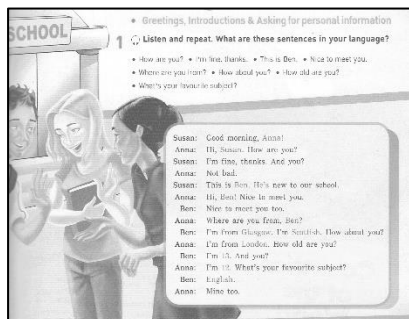 SCHOOL
• Greetings, Introductions & Asking for personal information
1 Listen and repeat. What are these sentences in your language?
• How are you? • I'm fine, thanks. • This is Ben. • Nice to meet you.
• Where are you from? • How about you? • How old are you?
• What's your favourite subject?
Susan: Good morning, Anna!
Anna: Hi, Susan. How are you?
Susan: I'm fine, thanks. And you?
Anna: Not bad.
Susan: This is Ben. He's new to our school.
Anna: Hi, Ben! Nice to meet you.
Ben: Nice to meet you too.
Anna: Where are you from, Ben?
Ben: I'm from Glasgow. I'm Scottish. How about you?
Anna: I'm from London. How old are you?
Ben: I'm 13. And you?
Anna: I'm 12. What's your favourite subject?
Ben: English.
Anna: Mine too.